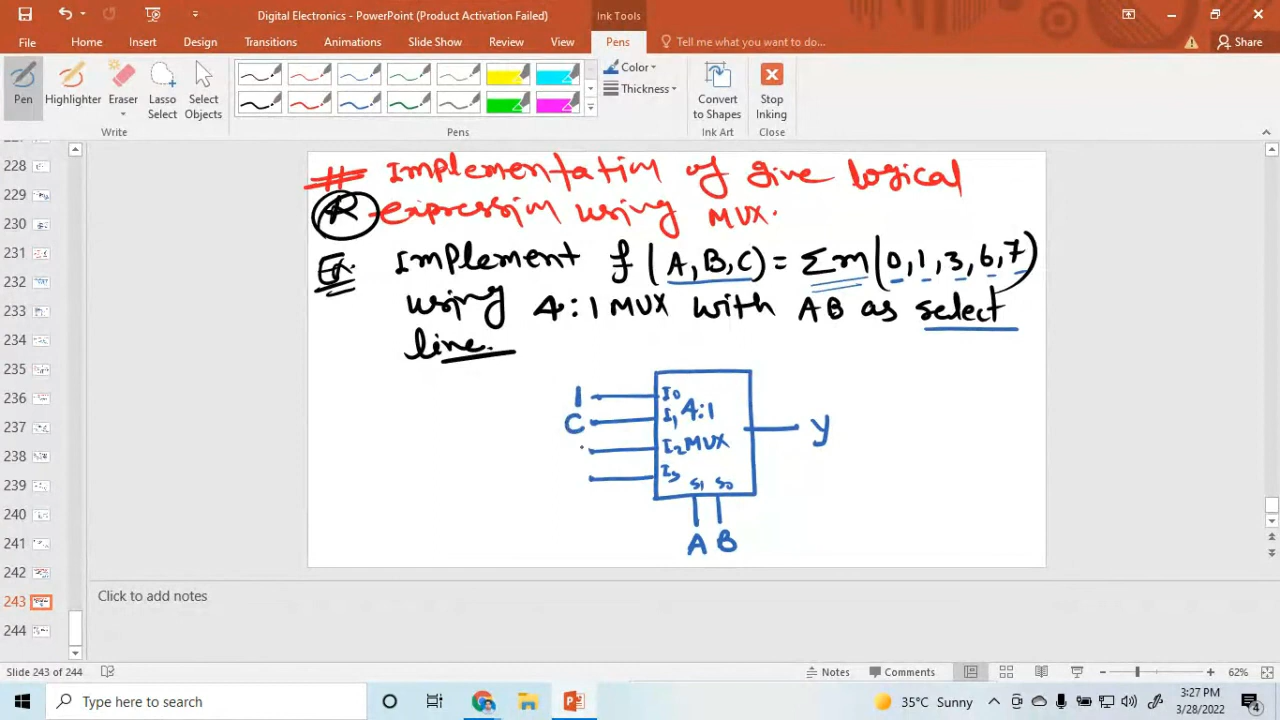 Digital Electronics - PowerPoint (Product Activation Failed)
Ink Tools
File Home Insert Design Transitions Animations Slide Show Review View Pens Tell me what you want to do... Share
Pen Highlighter Eraser Lasso Select Select Objects
Color Thickness
Convert to Shapes Stop Inking
Write Pens Ink Art Close
228
229
230
231
232
233
234
235
236
237
238
239
240
241
242
243
244
# Implementation of give logical
R expression using MUX.
Ex. Implement f(A,B,C) = Σm(0,1,3,6,7)
using 4:1 MUX with AB as select
line.
1 I0
C I1 4:1
I2 MUX Y
I3
S1 S0
A B
Click to add notes
Slide 243 of 244 Notes Comments 62%
Type here to search 35°C Sunny 3:27 PM
3/28/2022 4